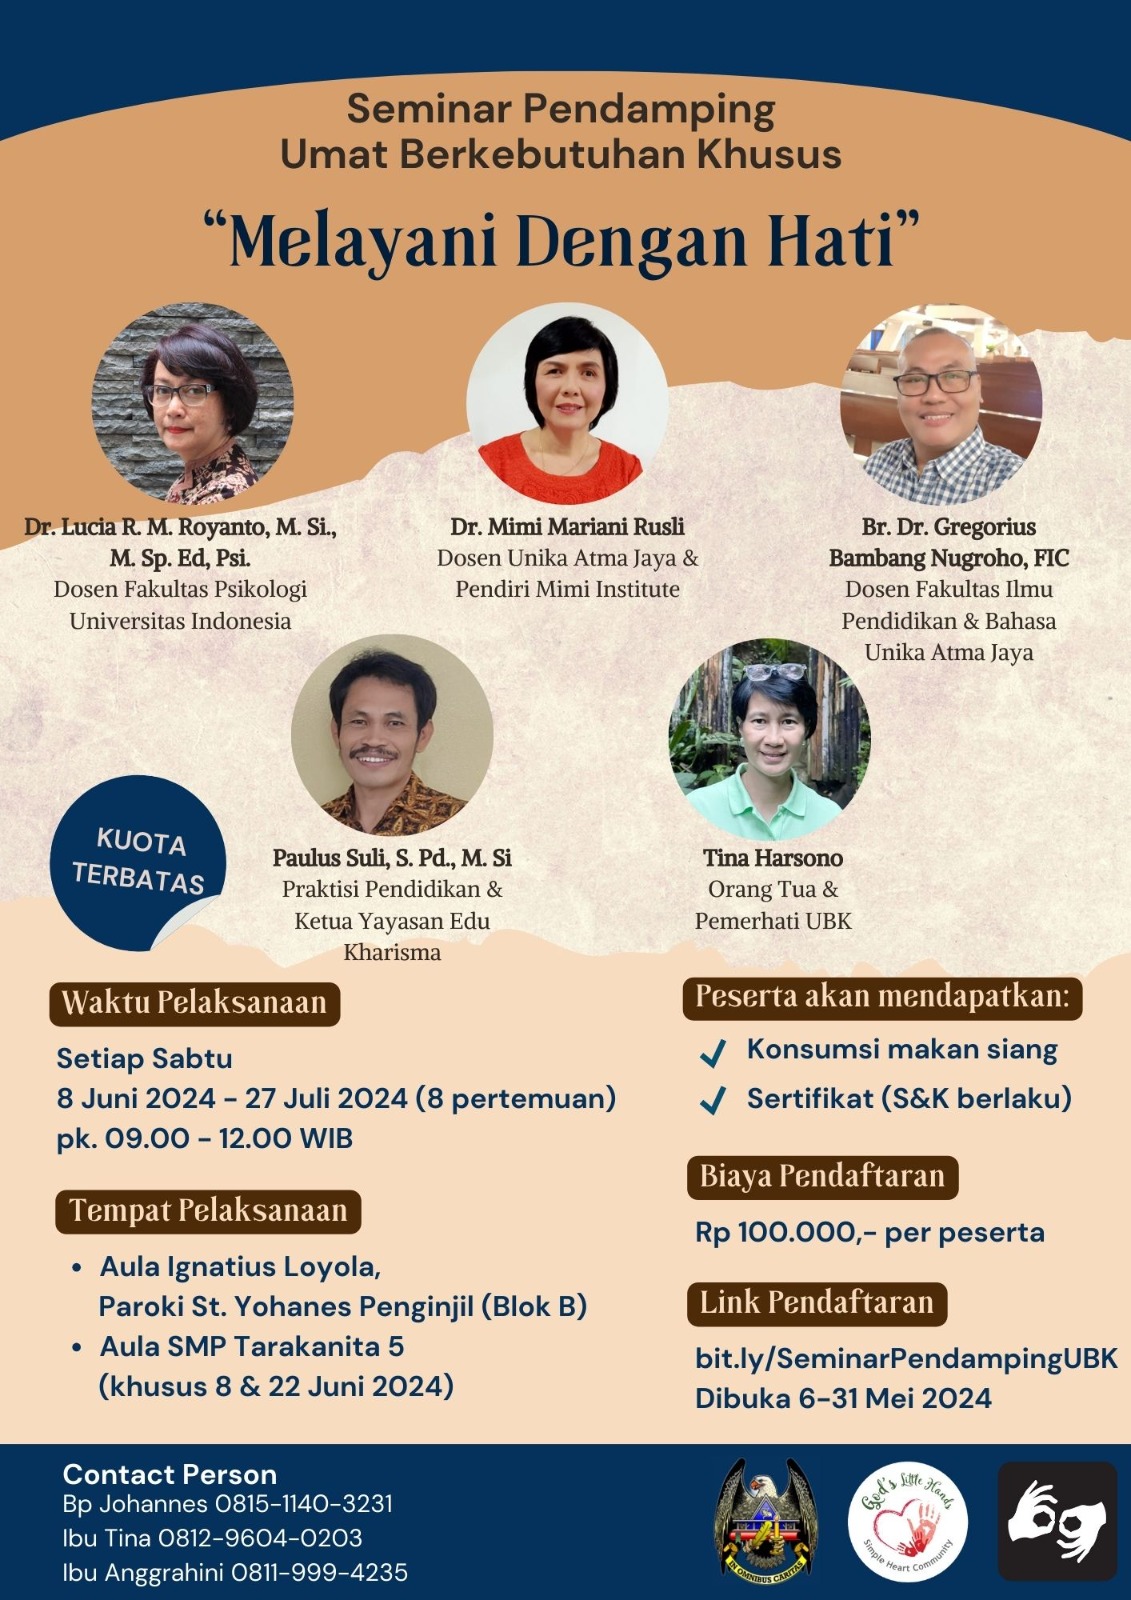 Seminar Pendamping
Umat Berkebutuhan Khusus
“Melayani Dengan Hati”
Dr. Lucia R. M. Royanto, M. Si.,
M. Sp. Ed, Psi.
Dosen Fakultas Psikologi
Universitas Indonesia
Dr. Mimi Mariani Rusli
Dosen Unika Atma Jaya &
Pendiri Mimi Institute
Br. Dr. Gregorius
Bambang Nugroho, FIC
Dosen Fakultas Ilmu
Pendidikan & Bahasa
Unika Atma Jaya
Paulus Suli, S. Pd., M. Si
Praktisi Pendidikan &
Ketua Yayasan Edu
Kharisma
Tina Harsono
Orang Tua &
Pemerhati UBK
KUOTA
TERBATAS
Waktu Pelaksanaan
Setiap Sabtu
8 Juni 2024 - 27 Juli 2024 (8 pertemuan)
pk. 09.00 - 12.00 WIB
Tempat Pelaksanaan
• Aula Ignatius Loyola,
Paroki St. Yohanes Penginjil (Blok B)
• Aula SMP Tarakanita 5
(khusus 8 & 22 Juni 2024)
Peserta akan mendapatkan:
Konsumsi makan siang
Sertifikat (S&K berlaku)
Biaya Pendaftaran
Rp 100.000,- per peserta
Link Pendaftaran
bit.ly/SeminarPendampingUBK
Dibuka 6-31 Mei 2024
Contact Person
Bp Johannes 0815-1140-3231
Ibu Tina 0812-9604-0203
Ibu Anggrahini 0811-999-4235
IN OMNIBUS CARITAS
God's Little Hands
Simple Heart Community